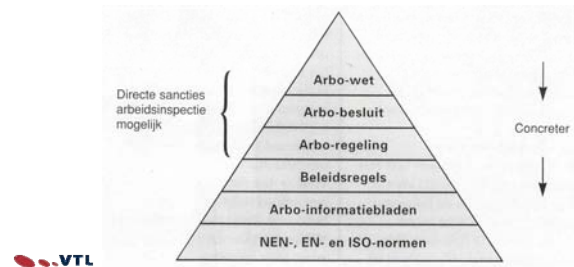 Arbo-wet
Directe sancties
arbeidsinspectie
mogelijk
Arbo-besluit
Arbo-regeling
Concreter
Beleidsregels
Arbo-informatiebladen
NEN-, EN- en ISO-normen
VTL